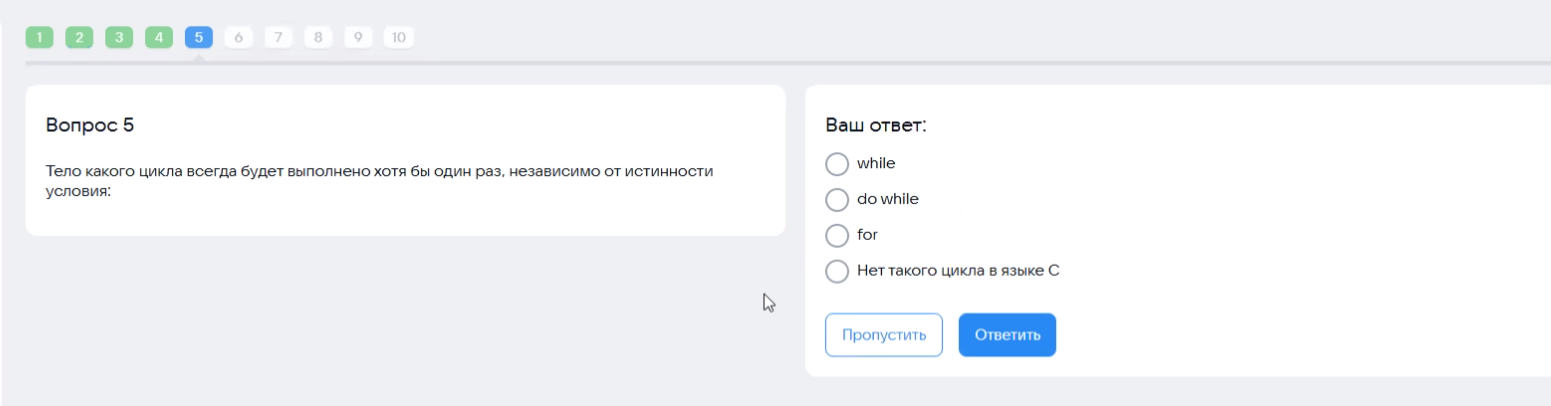 1 2 3 4 5 6 7 8 9 10
Вопрос 5
Тело какого цикла всегда будет выполнено хотя бы один раз, независимо от истинности
условия:
Ваш ответ:
while
do while
for
Нет такого цикла в языке С
Пропустить Ответить